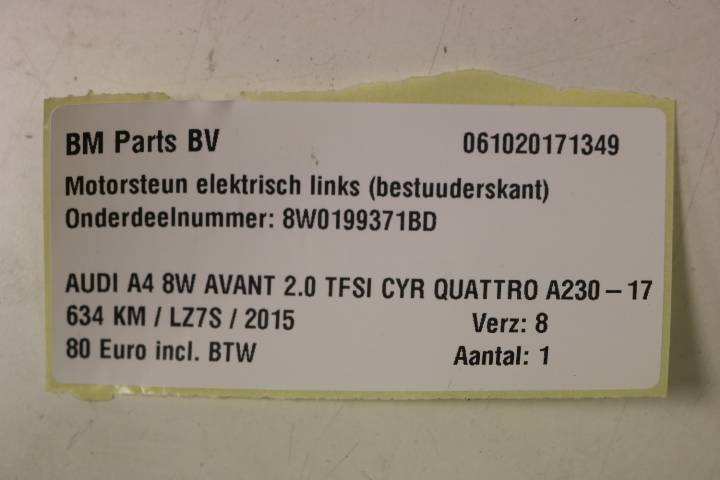 BM Parts BV 061020171349
Motorsteun elektrisch links (bestuuderskant)
Onderdeelnummer: 8W0199371BD
AUDI A4 8W AVANT 2.0 TFSI CYR QUATTRO A230-17
634 KM / LZ7S / 2015 Verz: 8
80 Euro incl. BTW Aantal: 1